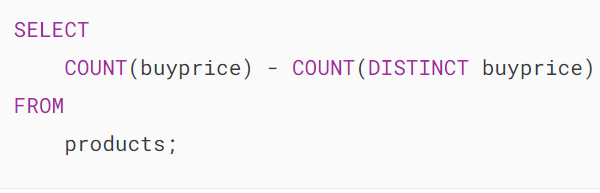 SELECT
    COUNT(buyprice) - COUNT(DISTINCT buyprice)
FROM
    products;